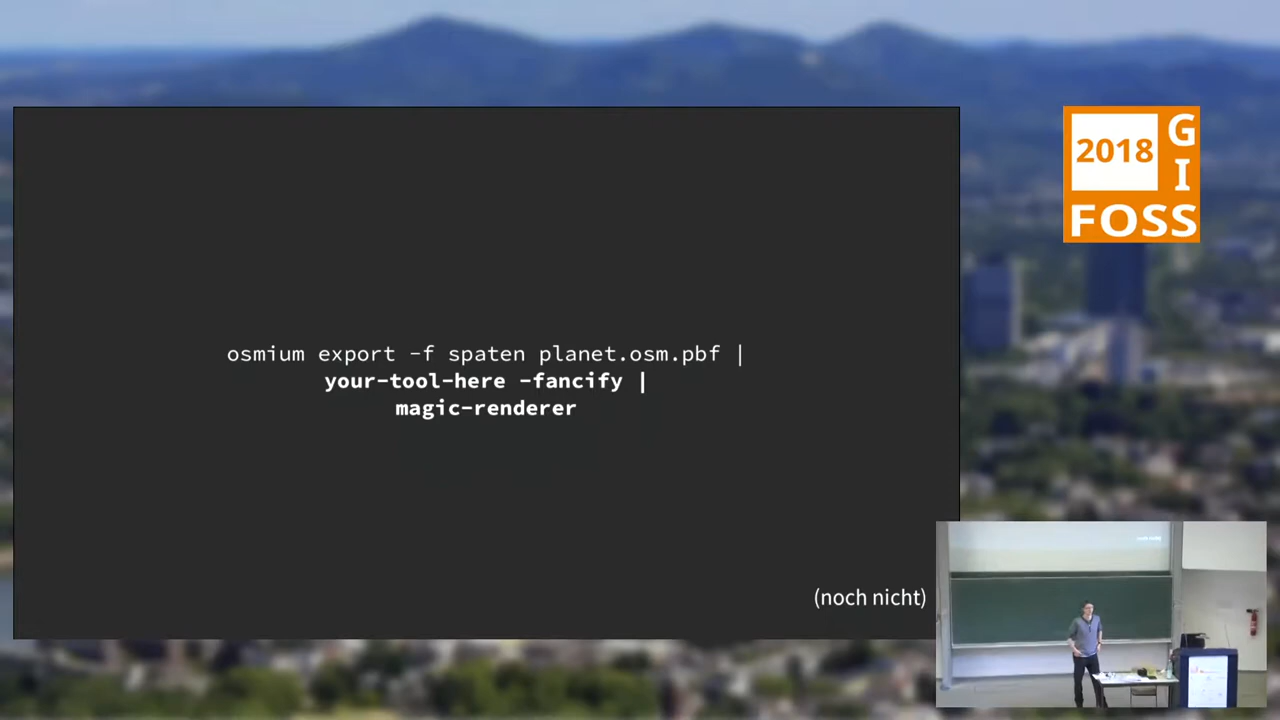 osmium export -f spaten planet.osm.pbf |
your-tool-here -fancify |
magic-renderer
(noch nicht)
2018
G
I
FOSS